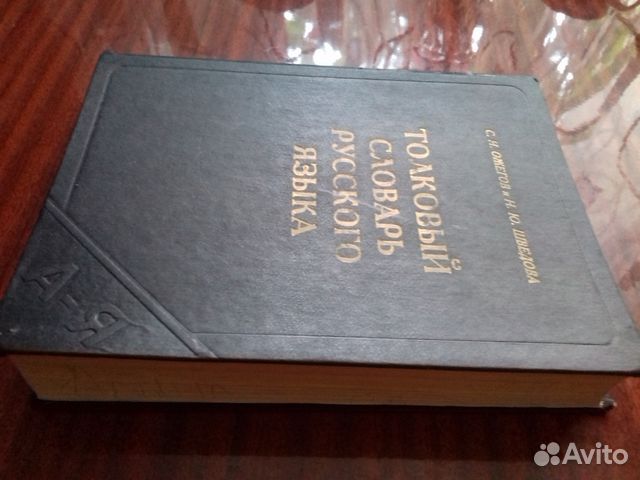 С. И. ОЖЕГОВ и Н. Ю. ШВЕДОВА
ТОЛКОВЫЙ
СЛОВАРЬ
РУССКОГО
ЯЗЫКА
А-Я
Avito